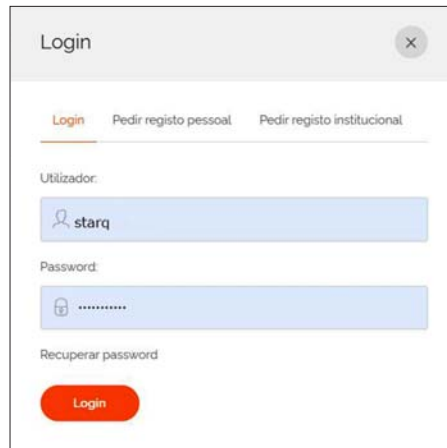 Login
Login Pedir registo pessoal Pedir registo institucional
Utilizador:
starq
Password:
•••••••••••
Recuperar password
Login